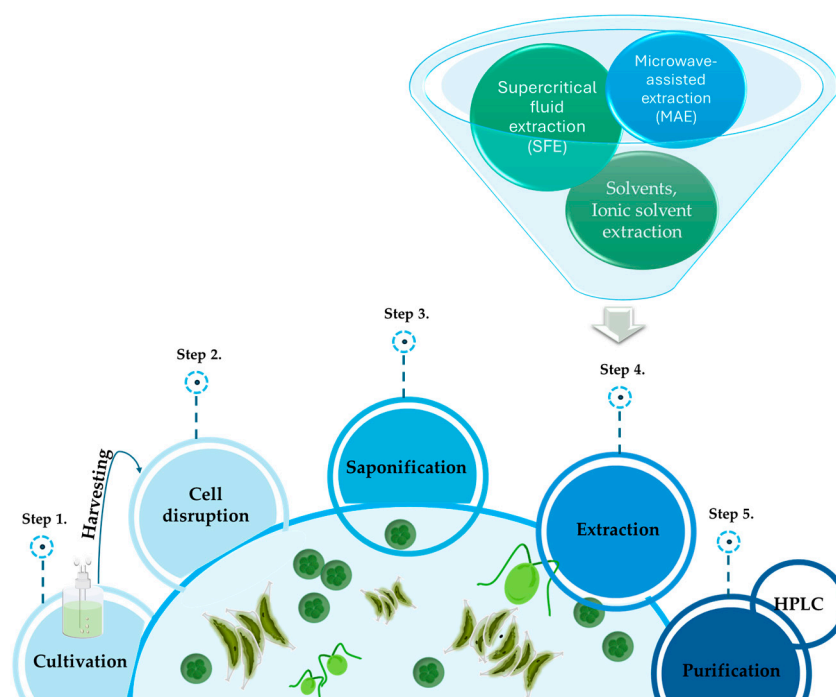 Supercritical
fluid
extraction
(SFE)
Microwave-
assisted
extraction
(MAE)
Solvents,
Ionic solvent
extraction
Step 1.
Cultivation
Harvesting
Step 2.
Cell
disruption
Step 3.
Saponification
Step 4.
Extraction
Step 5.
Purification
HPLC